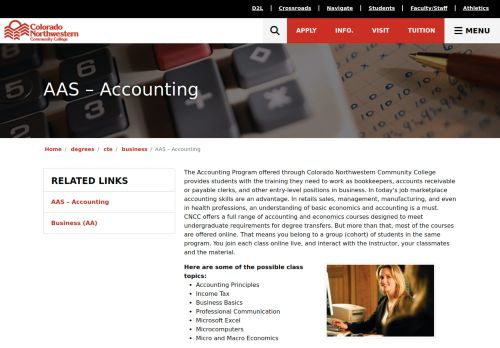 D2L | Crossroads | Navigate | Students | Faculty/Staff | Athletics
Colorado
Northwestern
Community College
APPLY INFO. VISIT TUITION MENU
AAS – Accounting
Home / degrees / cte / business / AAS – Accounting
RELATED LINKS
AAS – Accounting
Business (AA)
The Accounting Program offered through Colorado Northwestern Community College
provides students with the training they need to work as bookkeepers, accounts receivable
or payable clerks, and other entry-level positions in business. In today's job marketplace
accounting skills are an advantage. In retails sales, management, manufacturing, and even
in health professions, an understanding of basic economics and accounting is a must.
CNCC offers a full range of accounting and economics courses designed to meet
undergraduate requirements for degree transfers. But more than that, most of the courses
are offered online. That means you belong to a group (cohort) of students in the same
program. You join each class online live, and interact with the instructor, your classmates
and the material.
Here are some of the possible class
topics:
• Accounting Principles
• Income Tax
• Business Basics
• Professional Communication
• Microsoft Excel
• Microcomputers
• Micro and Macro Economics